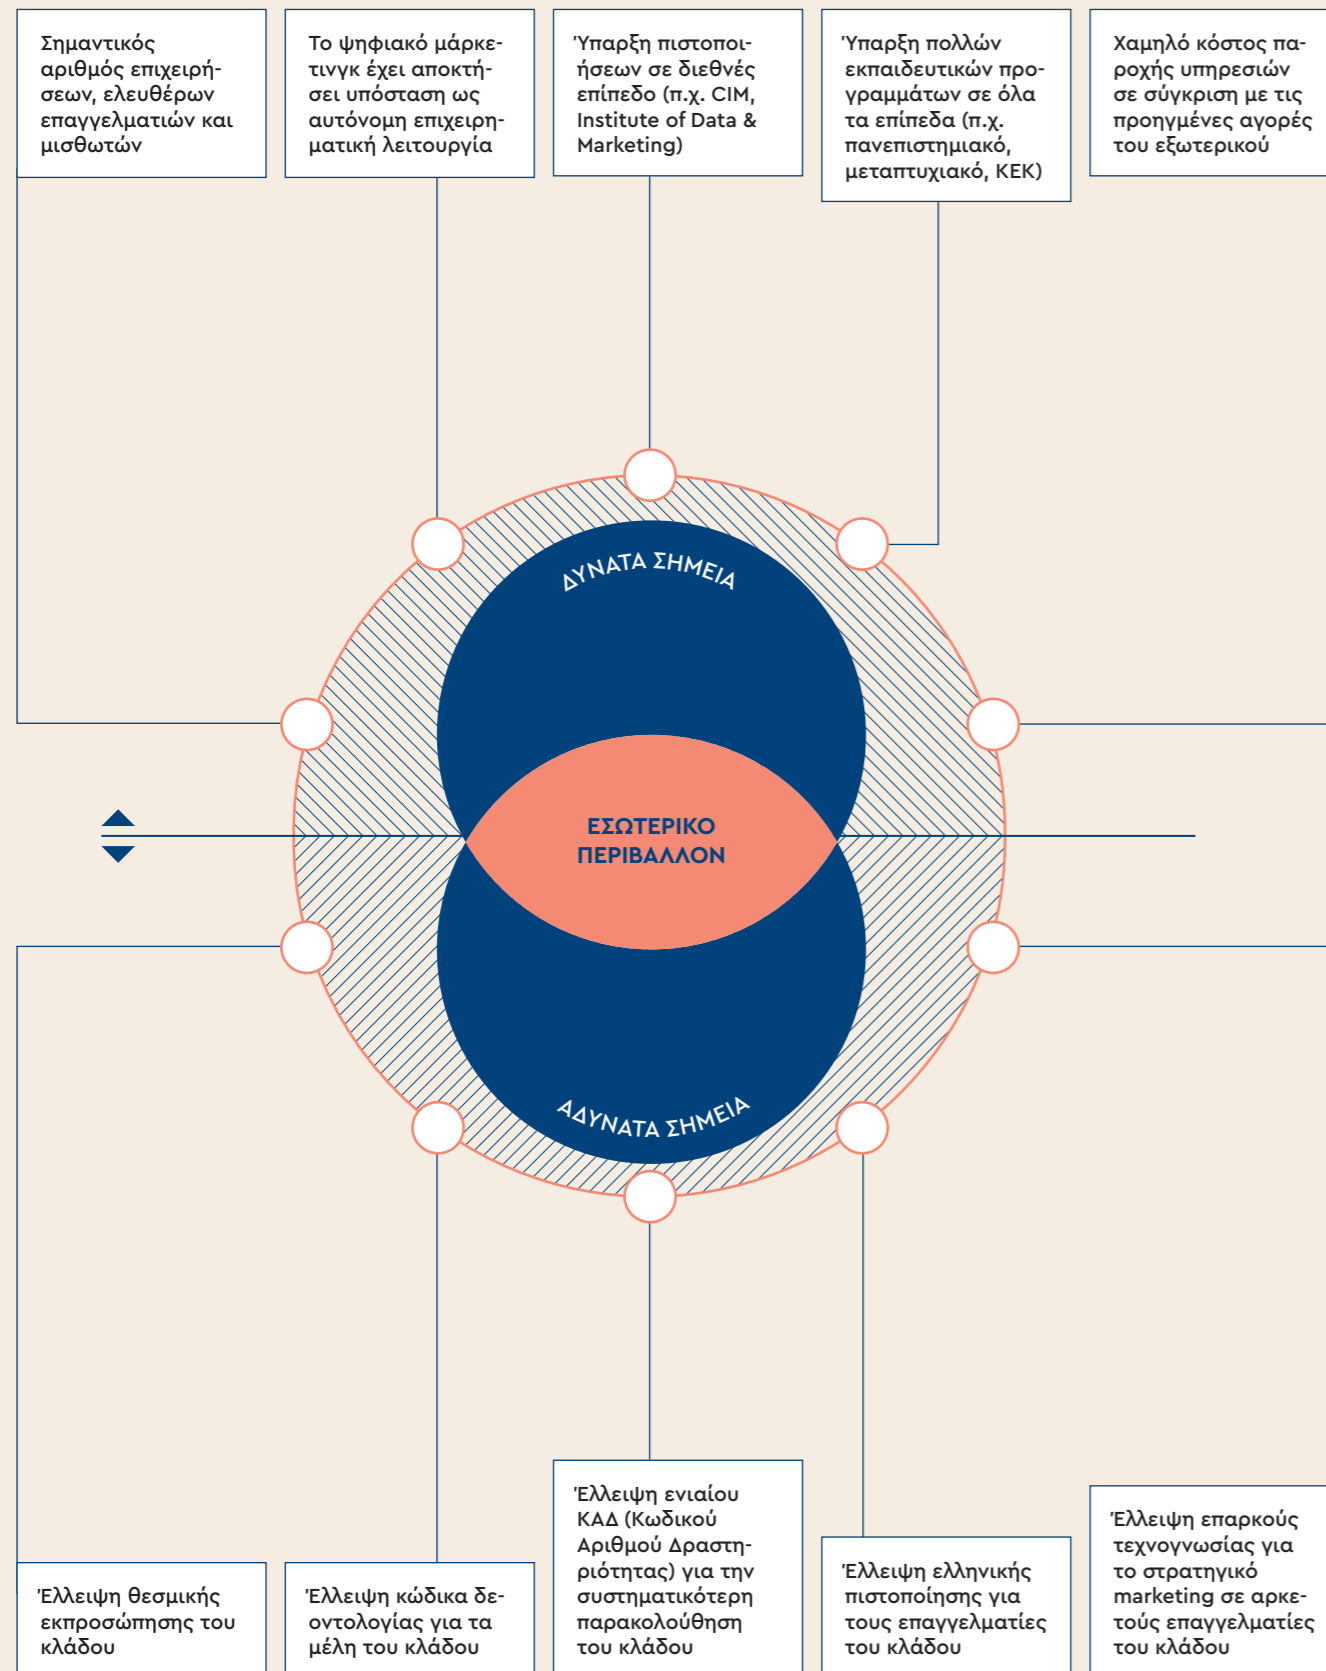 Σημαντικός
αριθμός επιχειρή-
σεων, ελευθέρων
επαγγελματιών και
μισθωτών
Το ψηφιακό μάρκε-
τινγκ έχει αποκτή-
σει υπόσταση ως
αυτόνομη επιχειρη-
ματική λειτουργία
Ύπαρξη πιστοποι-
ήσεων σε διεθνές
επίπεδο (π.χ. CIM,
Institute of Data &
Marketing)
Ύπαρξη πολλών
εκπαιδευτικών προ-
γραμμάτων σε όλα
τα επίπεδα (π.χ.
πανεπιστημιακό,
μεταπτυχιακό, ΚΕΚ)
Χαμηλό κόστος πα-
ροχής υπηρεσιών
σε σύγκριση με τις
προηγμένες αγορές
του εξωτερικού
ΔΥΝΑΤΑ ΣΗΜΕΙΑ
ΕΣΩΤΕΡΙΚΟ
ΠΕΡΙΒΑΛΛΟΝ
ΑΔΥΝΑΤΑ ΣΗΜΕΙΑ
Έλλειψη θεσμικής
εκπροσώπησης του
κλάδου
Έλλειψη κώδικα δε-
οντολογίας για τα
μέλη του κλάδου
Έλλειψη ενιαίου
ΚΑΔ (Κωδικού
Αριθμού Δραστη-
ριότητας) για την
συστηματικότερη
παρακολούθηση
του κλάδου
Έλλειψη ελληνικής
πιστοποίησης για
τους επαγγελματίες
του κλάδου
Έλλειψη επαρκούς
τεχνογνωσίας για
το στρατηγικό
marketing σε αρκε-
τούς επαγγελματίες
του κλάδου